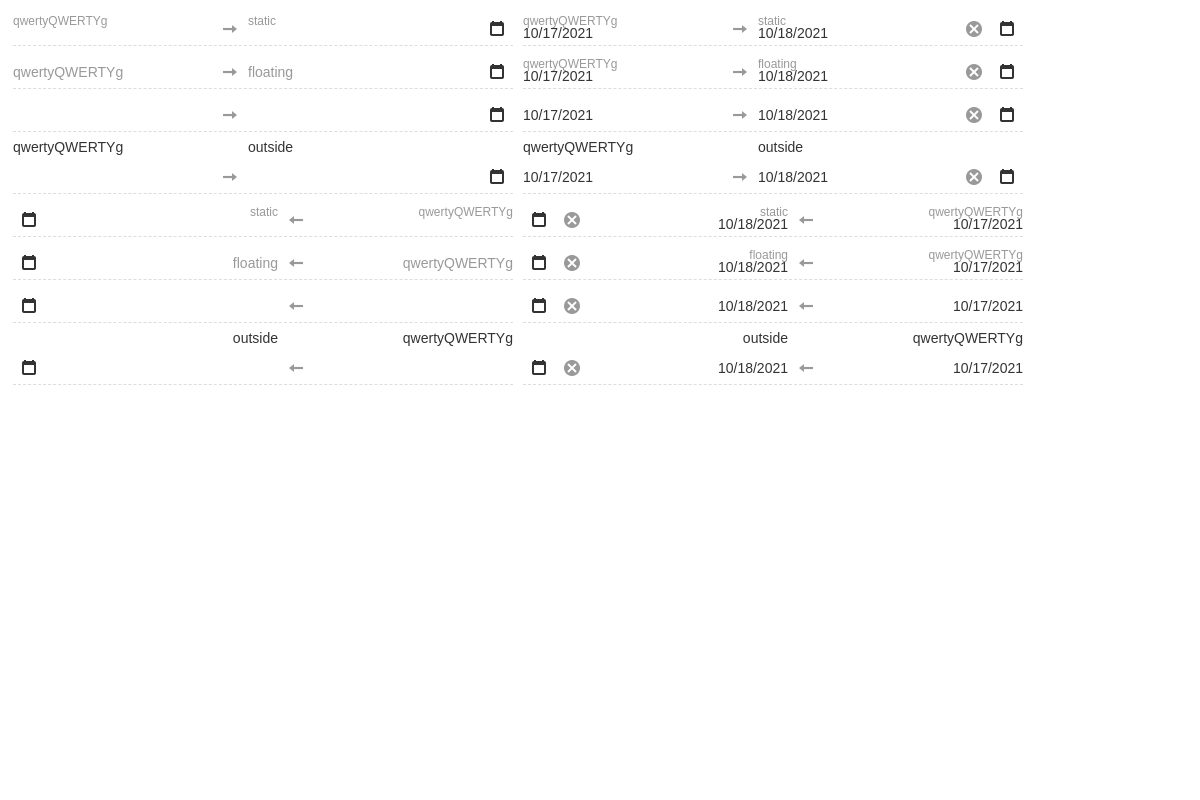 qwertyQWERTYg static qwertyQWERTYg static
10/17/2021 10/18/2021
qwertyQWERTYg floating qwertyQWERTYg floating
10/17/2021 10/18/2021
10/17/2021 10/18/2021
qwertyQWERTYg outside qwertyQWERTYg outside
10/17/2021 10/18/2021
static qwertyQWERTYg static qwertyQWERTYg
10/18/2021 10/17/2021
floating qwertyQWERTYg floating qwertyQWERTYg
10/18/2021 10/17/2021
10/18/2021 10/17/2021
outside qwertyQWERTYg outside qwertyQWERTYg
10/18/2021 10/17/2021